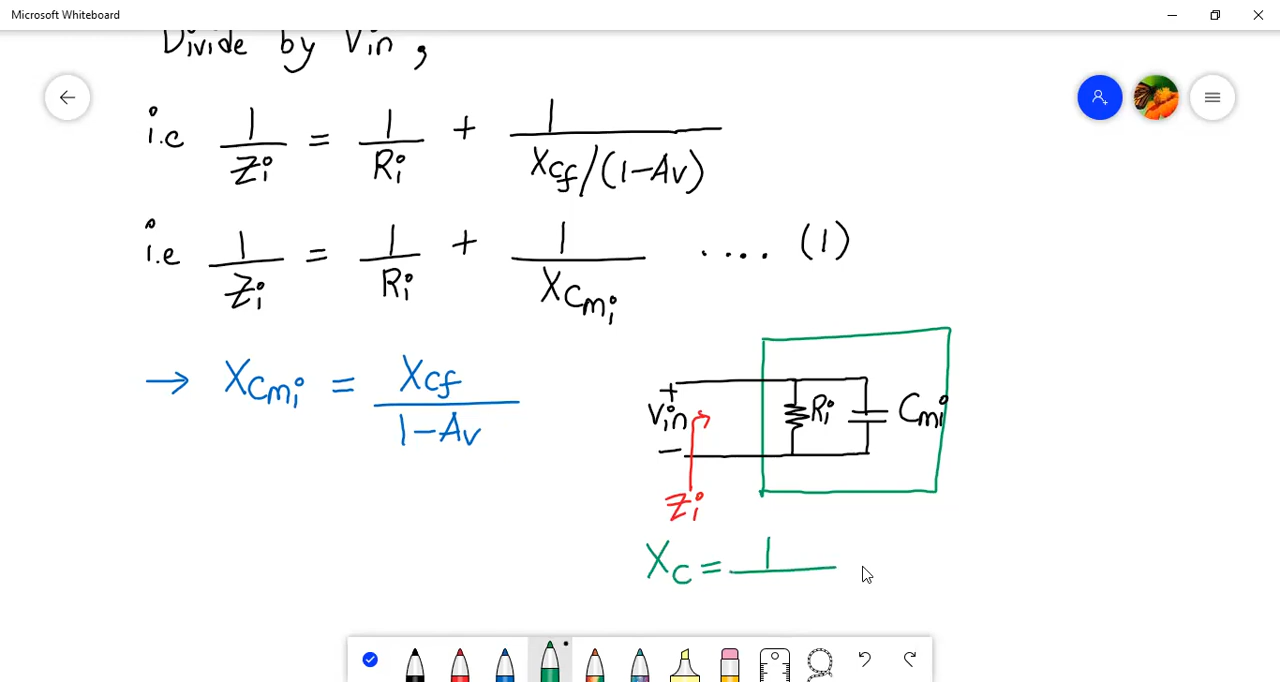 Microsoft Whiteboard
Divide by Vin,
i.e 1/Zi = 1/Ri + 1/(XCf/(1-Av))
i.e 1/Zi = 1/Ri + 1/XCmi .... (1)
→ XCmi = XCf/(1-Av)
+
Vin
-
Ri
Cmi
Zi
XC = 1/